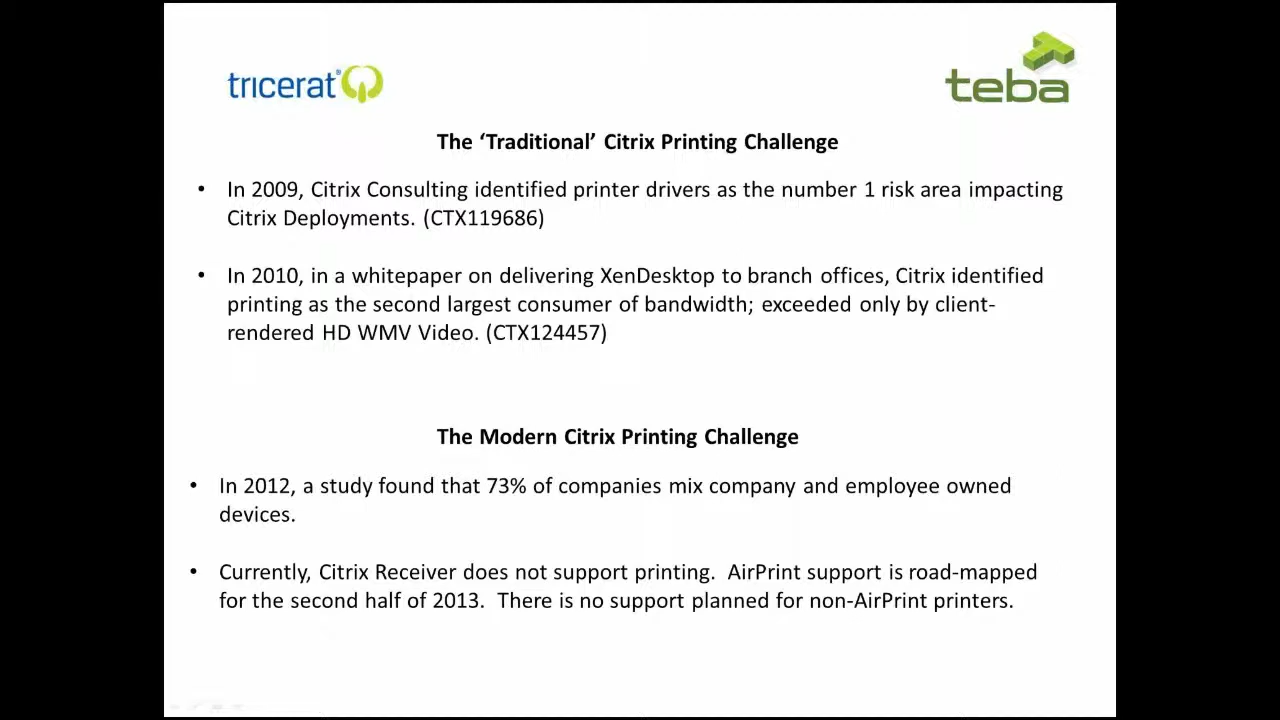 tricerat®
teba
The ‘Traditional’ Citrix Printing Challenge
• In 2009, Citrix Consulting identified printer drivers as the number 1 risk area impacting
Citrix Deployments. (CTX119686)
• In 2010, in a whitepaper on delivering XenDesktop to branch offices, Citrix identified
printing as the second largest consumer of bandwidth; exceeded only by client-
rendered HD WMV Video. (CTX124457)
The Modern Citrix Printing Challenge
• In 2012, a study found that 73% of companies mix company and employee owned
devices.
• Currently, Citrix Receiver does not support printing.  AirPrint support is road-mapped
for the second half of 2013.  There is no support planned for non-AirPrint printers.